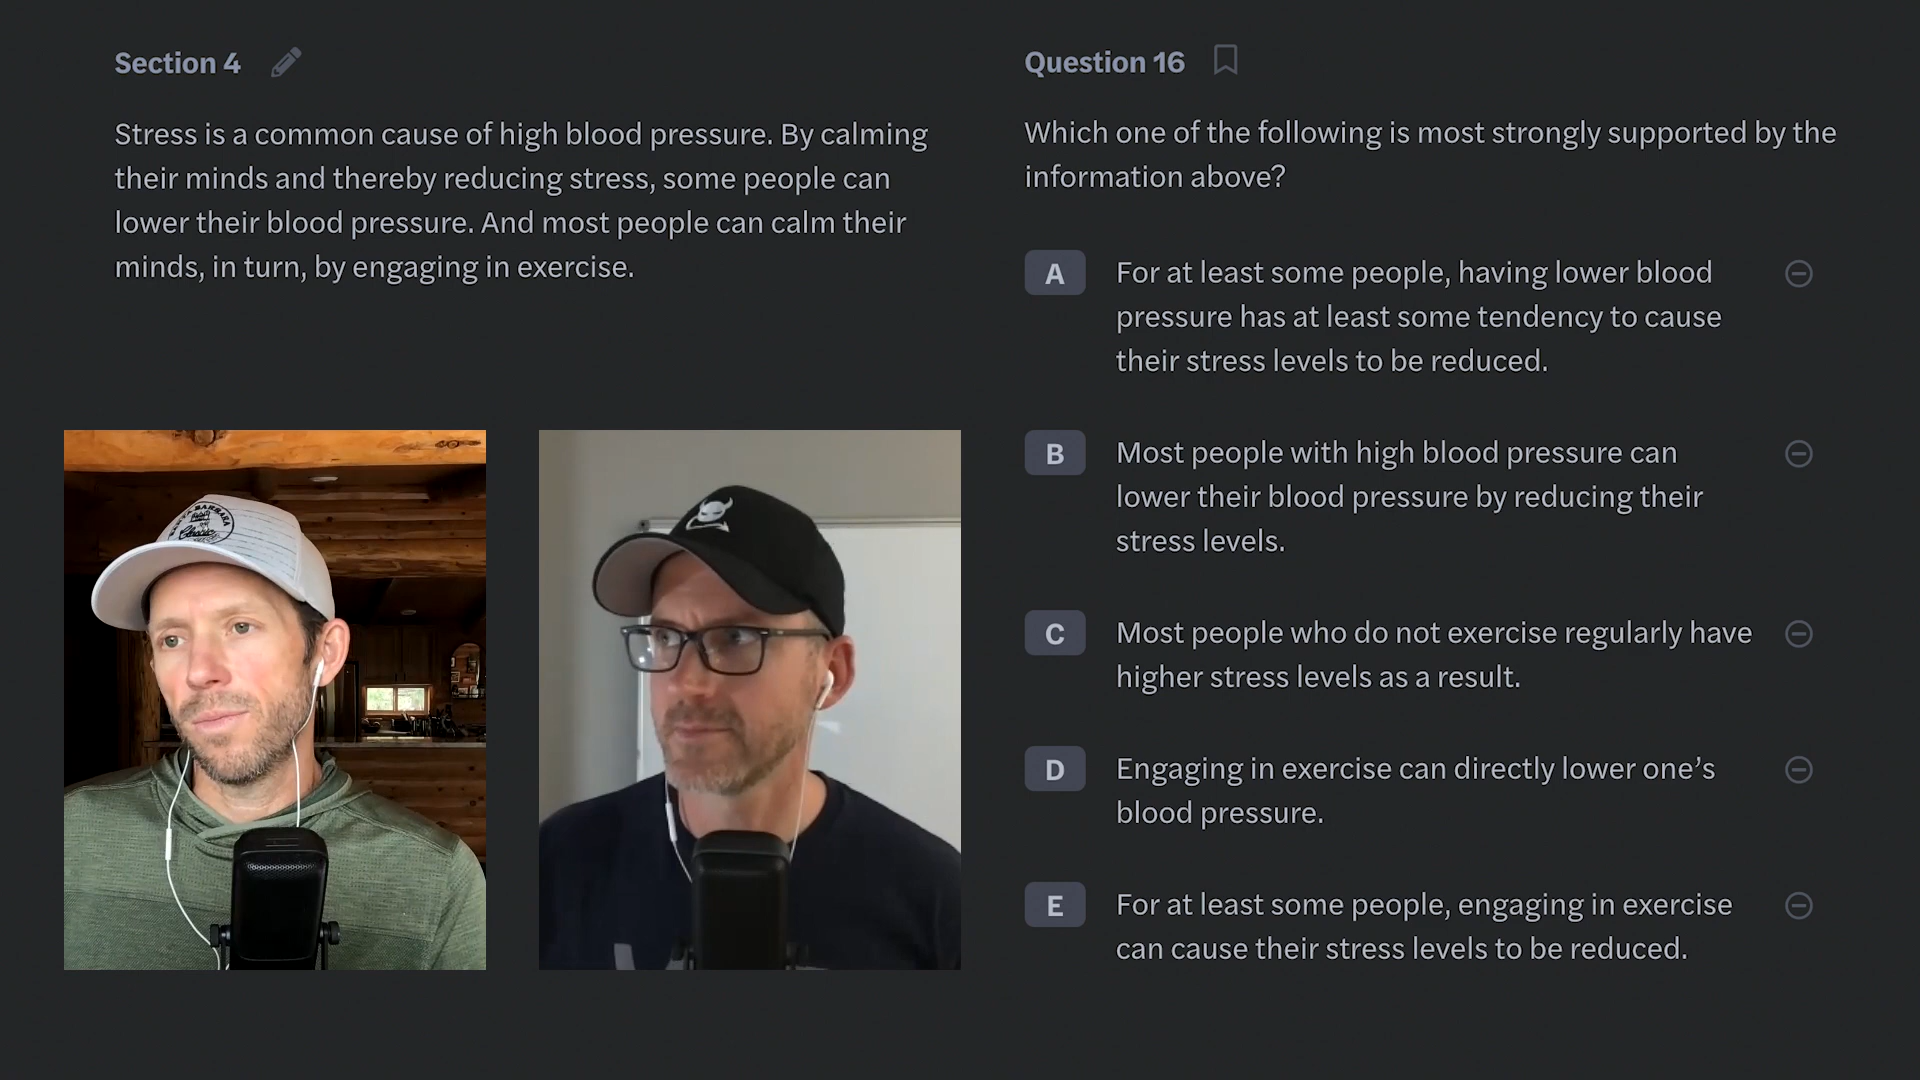 Section 4
Stress is a common cause of high blood pressure. By calming
their minds and thereby reducing stress, some people can
lower their blood pressure. And most people can calm their
minds, in turn, by engaging in exercise.
SANTA BARBARA
Question 16
Which one of the following is most strongly supported by the
information above?
A
For at least some people, having lower blood
pressure has at least some tendency to cause
their stress levels to be reduced.
B
Most people with high blood pressure can
lower their blood pressure by reducing their
stress levels.
C
Most people who do not exercise regularly have
higher stress levels as a result.
D
Engaging in exercise can directly lower one’s
blood pressure.
E
For at least some people, engaging in exercise
can cause their stress levels to be reduced.